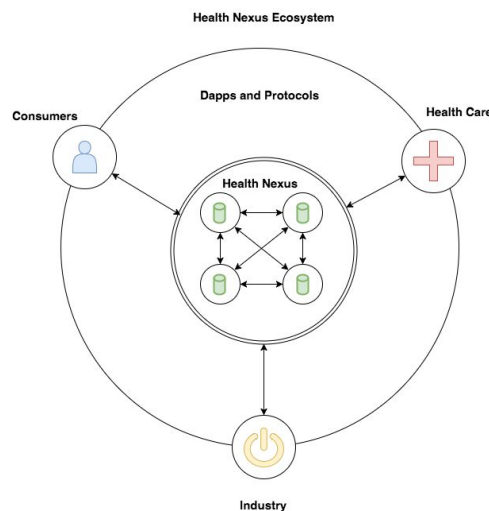 Health Nexus Ecosystem
Dapps and Protocols
Consumers
Health Care
Health Nexus
Industry